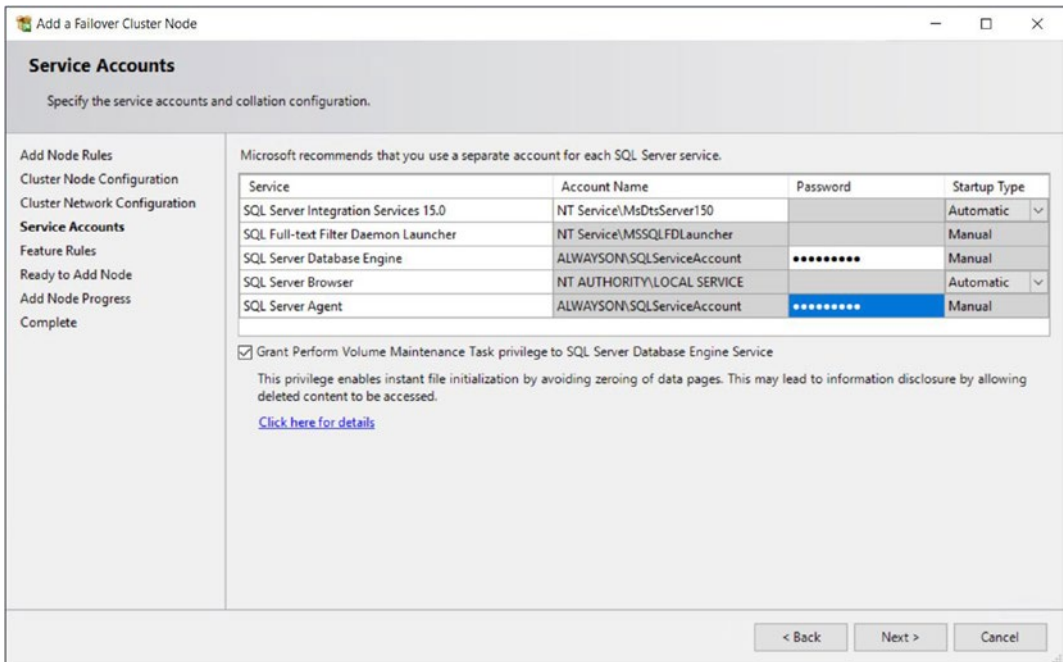 Add a Failover Cluster Node
Service Accounts
Specify the service accounts and collation configuration.
Add Node Rules
Cluster Node Configuration
Cluster Network Configuration
Service Accounts
Feature Rules
Ready to Add Node
Add Node Progress
Complete
Microsoft recommends that you use a separate account for each SQL Server service.
Service Account Name Password Startup Type
SQL Server Integration Services 15.0 NT Service\MsDtsServer150 Automatic
SQL Full-text Filter Daemon Launcher NT Service\MSSQLFDLauncher Manual
SQL Server Database Engine ALWAYSON\SQLServiceAccount ●●●●●●●●● Manual
SQL Server Browser NT AUTHORITY\LOCAL SERVICE Automatic
SQL Server Agent ALWAYSON\SQLServiceAccount ●●●●●●●●● Manual
Grant Perform Volume Maintenance Task privilege to SQL Server Database Engine Service
This privilege enables instant file initialization by avoiding zeroing of data pages. This may lead to information disclosure by allowing
deleted content to be accessed.
Click here for details
< Back Next > Cancel